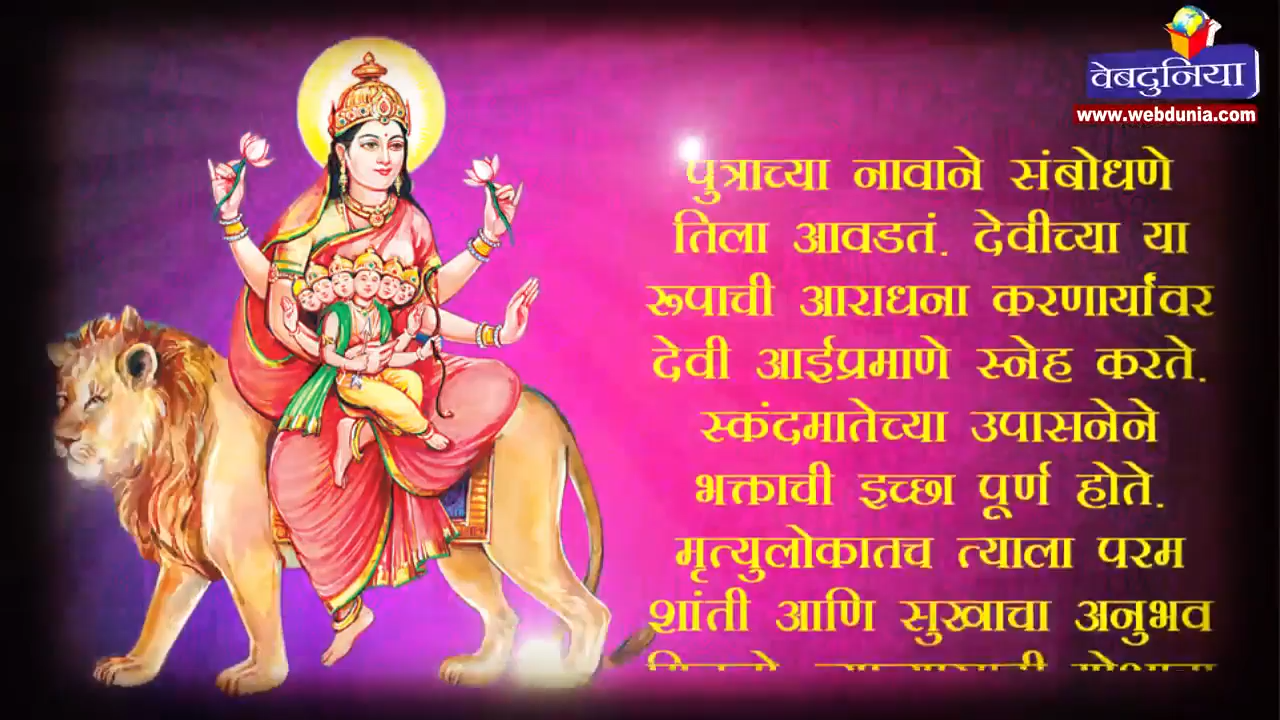 वेबदुनिया
www.webdunia.com
पुत्राच्या नावाने संबोधणे
तिला आवडतं. देवीच्या या
रूपाची आराधना करणार्यांवर
देवी आईप्रमाणे स्नेह करते.
स्कंदमातेच्या उपासनेने
भक्ताची इच्छा पूर्ण होते.
मृत्युलोकातच त्याला परम
शांती आणि सुखाचा अनुभव